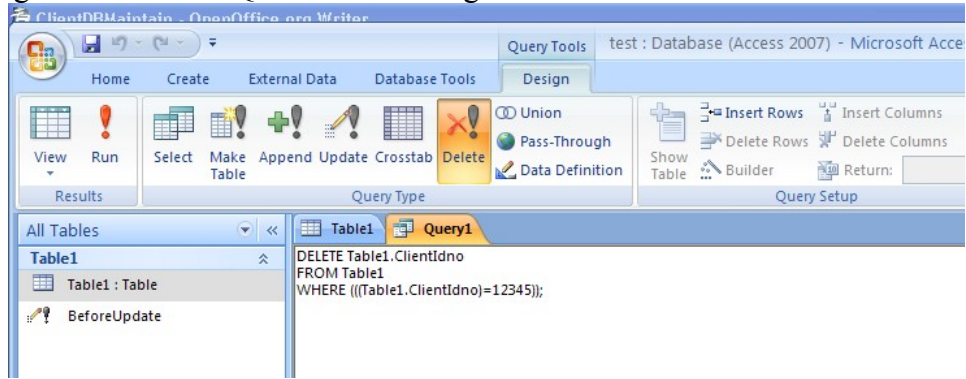 ClientDBMaintain - OpenOffice.org Writer
Query Tools
test : Database (Access 2007) - Microsoft Acce
Home
Create
External Data
Database Tools
Design
View
Run
Select
Make Table
Append
Update
Crosstab
Delete
Union
Pass-Through
Data Definition
Show Table
Insert Rows
Delete Rows
Builder
Insert Columns
Delete Columns
Return:
Results
Query Type
Query Setup
All Tables
Table1
Table1 : Table
BeforeUpdate
Table1
Query1
DELETE Table1.ClientIdno
FROM Table1
WHERE (((Table1.ClientIdno)=12345));